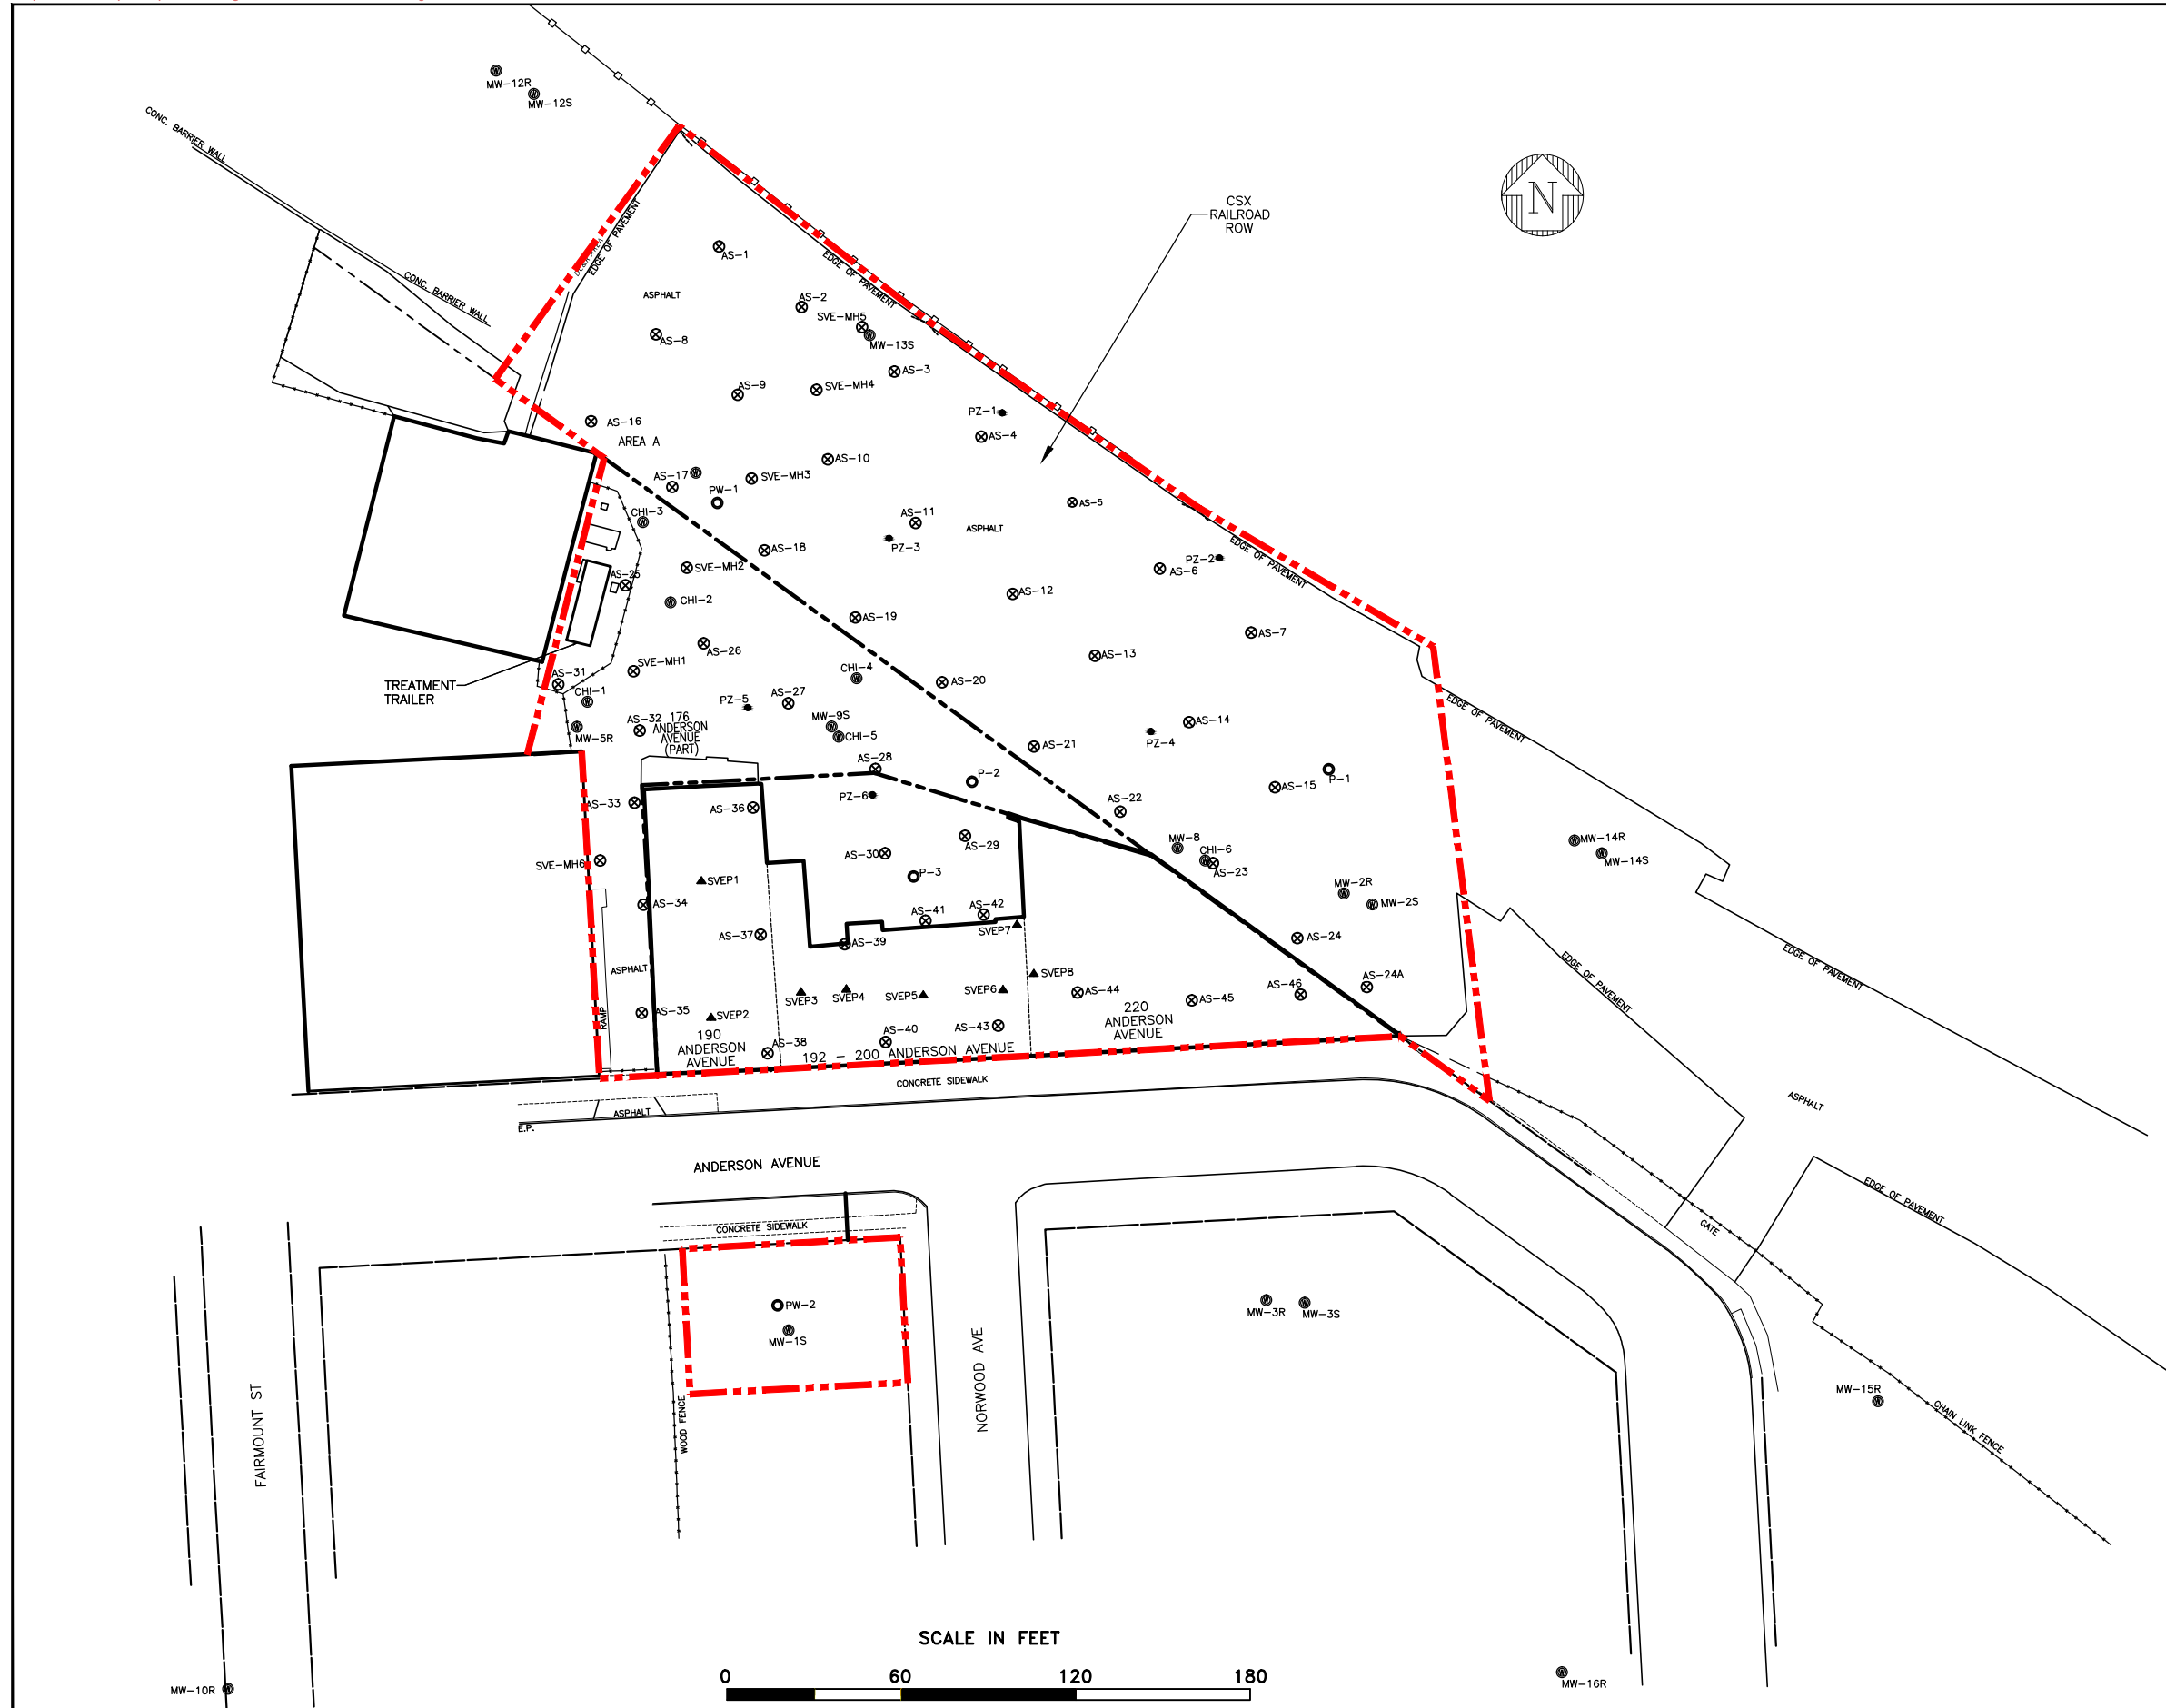 MW-12R
MW-12S
CONC. BARRIER WALL
CSX
RAILROAD
ROW
N
EDGE OF PAVEMENT
AS-1
EDGE OF PAVEMENT
CONC. BARRIER WALL
ASPHALT
AS-2
SVE-MH5
MW-13S
AS-8
AS-3
AS-9
SVE-MH4
PZ-1
AS-16
AREA A
AS-4
AS-10
AS-17
SVE-MH3
PW-1
AS-5
CHI-3
AS-11
ASPHALT
PZ-3
AS-18
EDGE OF PAVEMENT
PZ-2
SVE-MH2
AS-6
AS-25
CHI-2
AS-12
AS-19
AS-7
AS-26
AS-13
SVE-MH1
CHI-4
AS-31
TREATMENT
TRAILER
AS-20
CHI-1
PZ-5
AS-27
EDGE OF PAVEMENT
AS-32
176
ANDERSON
AVENUE
(PART)
MW-9S
CHI-5
AS-14
MW-5R
PZ-4
AS-21
AS-28
P-2
P-1
AS-15
PZ-6
AS-33
AS-36
AS-22
AS-29
MW-8
MW-14R
AS-30
CHI-6
MW-14S
SVE-MH6
AS-23
P-3
SVEP1
MW-2R
MW-2S
AS-34
AS-41
AS-42
SVEP7
AS-37
AS-39
AS-24
EDGE OF PAVEMENT
EDGE OF PAVEMENT
ASPHALT
SVEP8
AS-24A
SVEP3
SVEP4
SVEP5
SVEP6
AS-44
AS-46
AS-45
RAMP
AS-35
SVEP2
220
ANDERSON
AVENUE
190
ANDERSON
AVENUE
AS-38
AS-40
AS-43
192 - 200 ANDERSON AVENUE
CONCRETE SIDEWALK
ASPHALT
ASPHALT
E.P.
ANDERSON AVENUE
EDGE OF PAVEMENT
CONCRETE SIDEWALK
GATE
PW-2
MW-1S
MW-3R
MW-3S
NORWOOD AVE
FAIRMOUNT ST
WOOD FENCE
MW-15R
CHAIN LINK FENCE
SCALE IN FEET
0 60 120 180
MW-10R
MW-16R